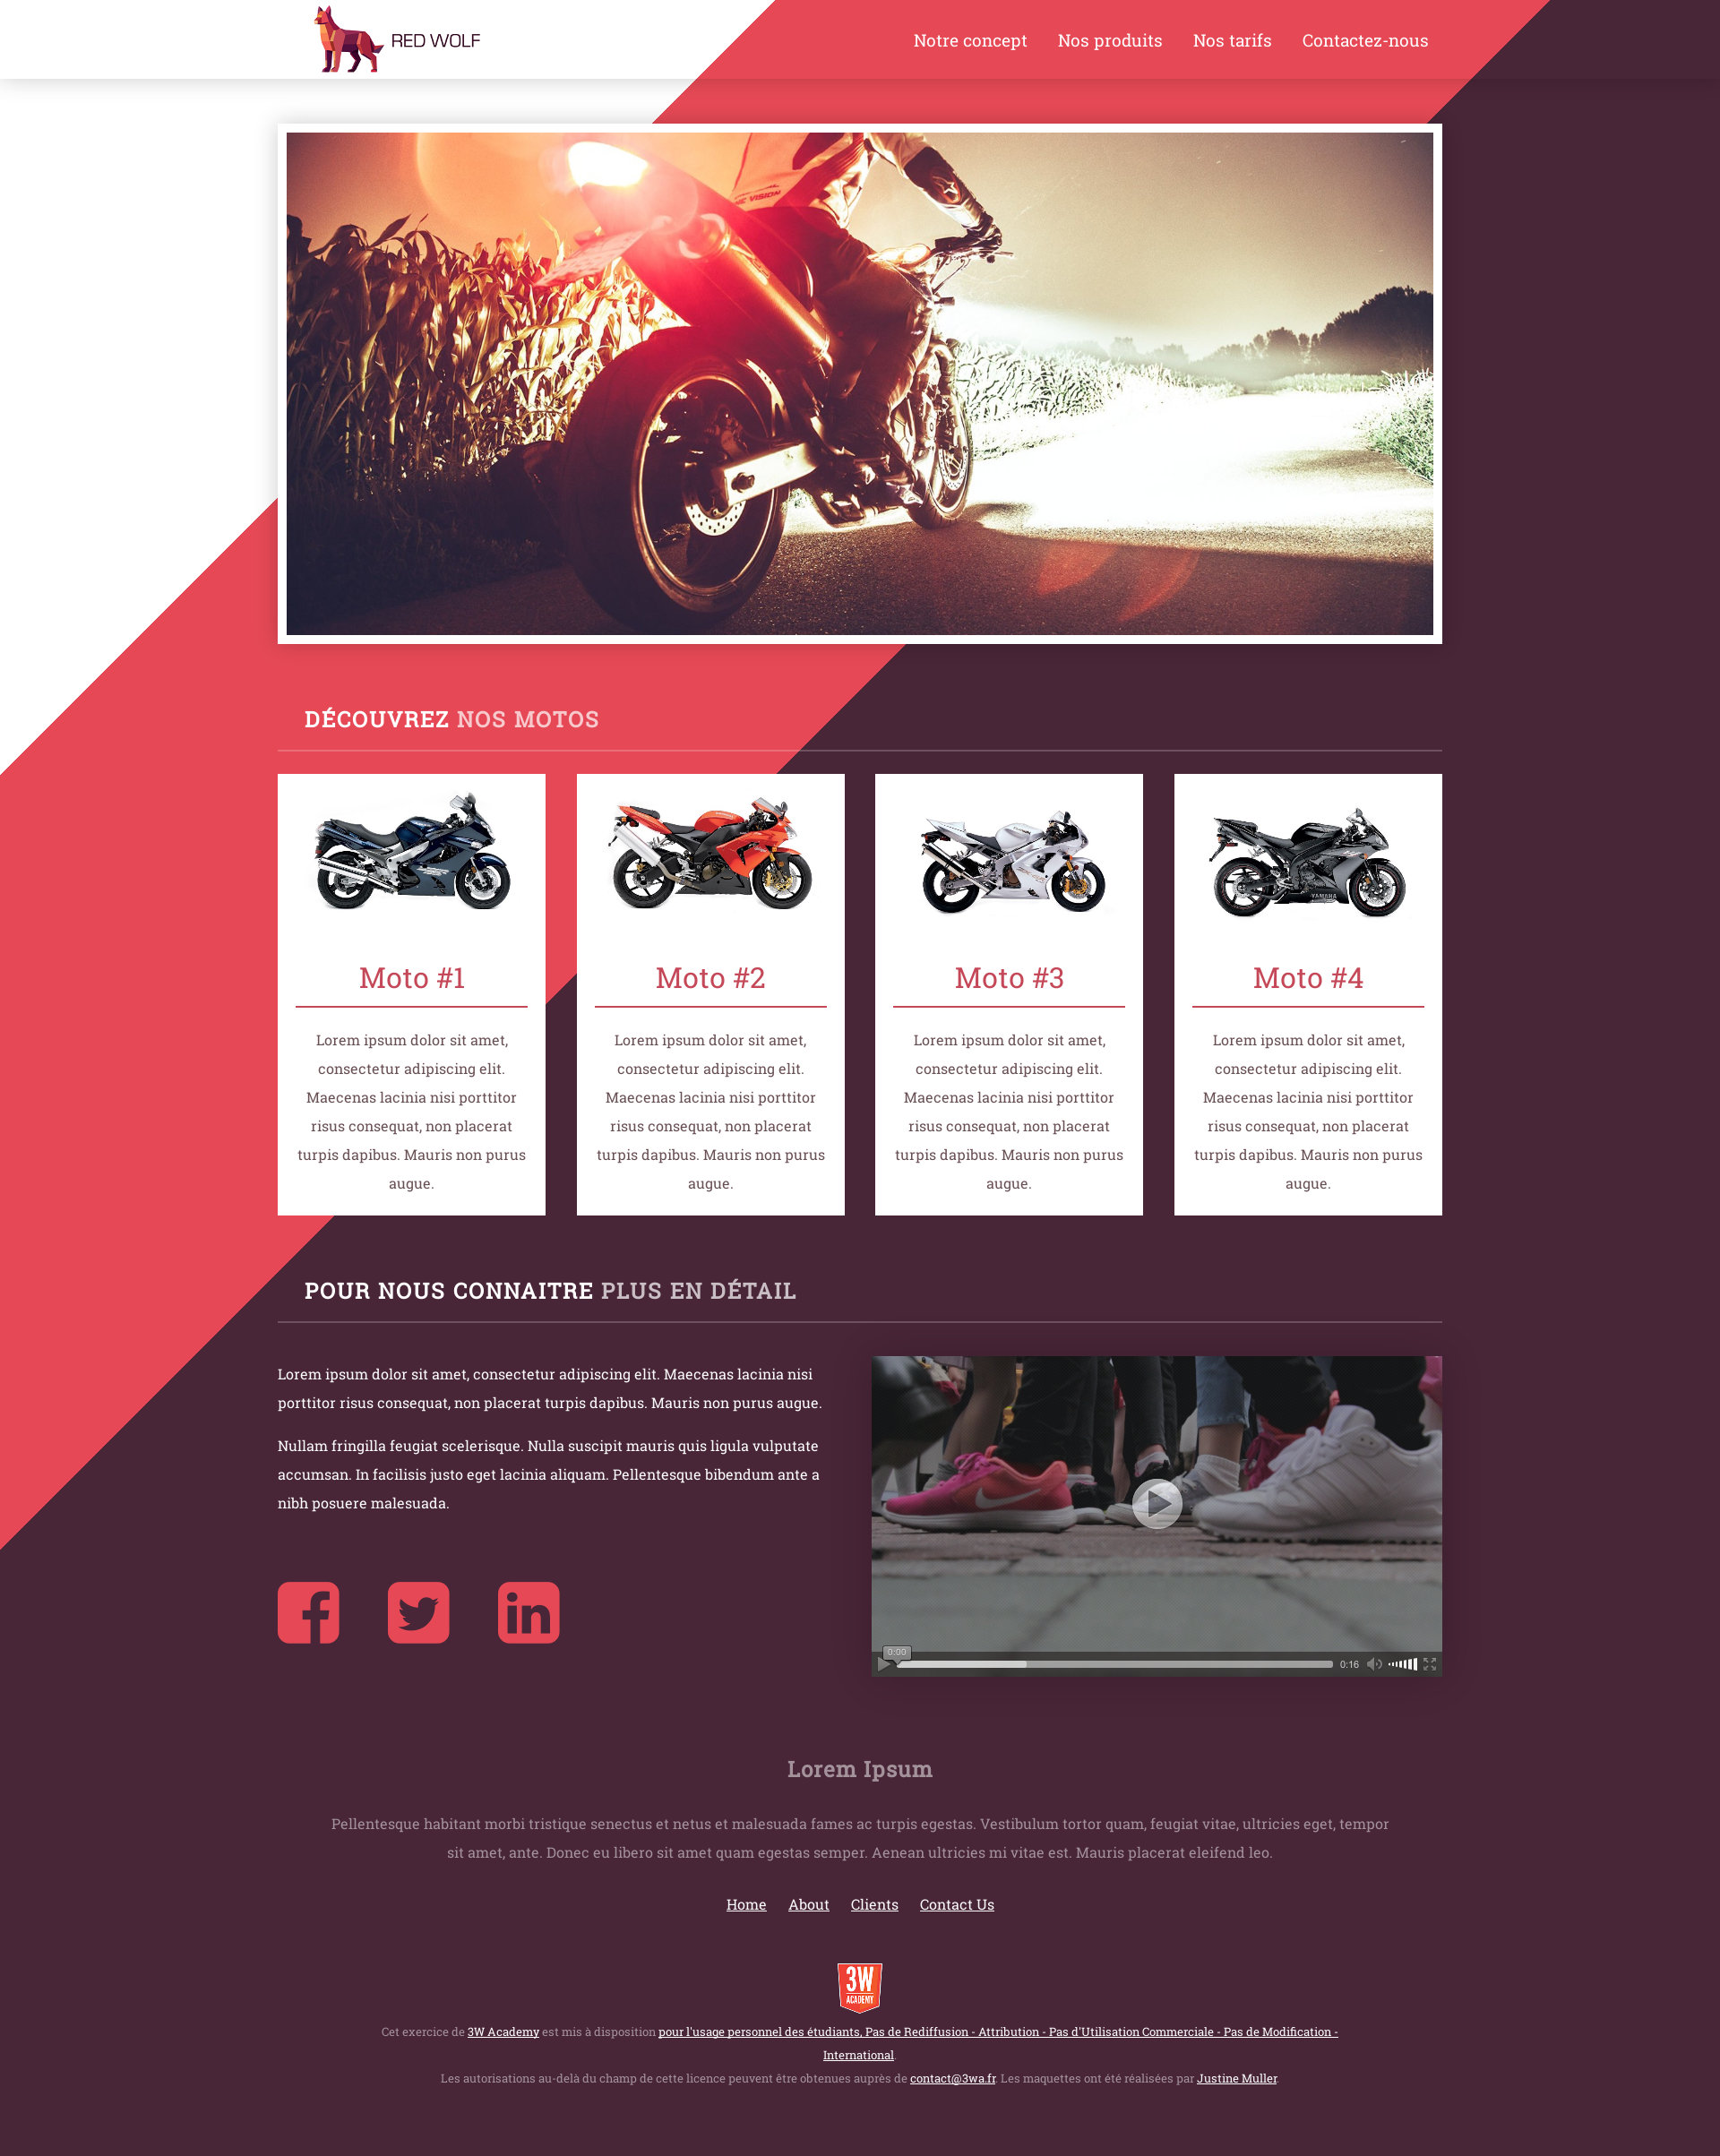 RED WOLF
Notre concept Nos produits Nos tarifs Contactez-nous
VISION
DÉCOUVREZ NOS MOTOS
YAMAHA
Moto #1
Lorem ipsum dolor sit amet,
consectetur adipiscing elit.
Maecenas lacinia nisi porttitor
risus consequat, non placerat
turpis dapibus. Mauris non purus
augue.
Moto #2
Lorem ipsum dolor sit amet,
consectetur adipiscing elit.
Maecenas lacinia nisi porttitor
risus consequat, non placerat
turpis dapibus. Mauris non purus
augue.
Moto #3
Lorem ipsum dolor sit amet,
consectetur adipiscing elit.
Maecenas lacinia nisi porttitor
risus consequat, non placerat
turpis dapibus. Mauris non purus
augue.
Moto #4
Lorem ipsum dolor sit amet,
consectetur adipiscing elit.
Maecenas lacinia nisi porttitor
risus consequat, non placerat
turpis dapibus. Mauris non purus
augue.
POUR NOUS CONNAITRE PLUS EN DÉTAIL
Lorem ipsum dolor sit amet, consectetur adipiscing elit. Maecenas lacinia nisi
porttitor risus consequat, non placerat turpis dapibus. Mauris non purus augue.
Nullam fringilla feugiat scelerisque. Nulla suscipit mauris quis ligula vulputate
accumsan. In facilisis justo eget lacinia aliquam. Pellentesque bibendum ante a
nibh posuere malesuada.
in
0:00
0:16
Lorem Ipsum
Pellentesque habitant morbi tristique senectus et netus et malesuada fames ac turpis egestas. Vestibulum tortor quam, feugiat vitae, ultricies eget, tempor
sit amet, ante. Donec eu libero sit amet quam egestas semper. Aenean ultricies mi vitae est. Mauris placerat eleifend leo.
Home About Clients Contact Us
3W
ACADEMY
Cet exercice de 3W Academy est mis à disposition pour l'usage personnel des étudiants, Pas de Rediffusion - Attribution - Pas d'Utilisation Commerciale - Pas de Modification -
International.
Les autorisations au-delà du champ de cette licence peuvent être obtenues auprès de contact@3wa.fr. Les maquettes ont été réalisées par Justine Muller.